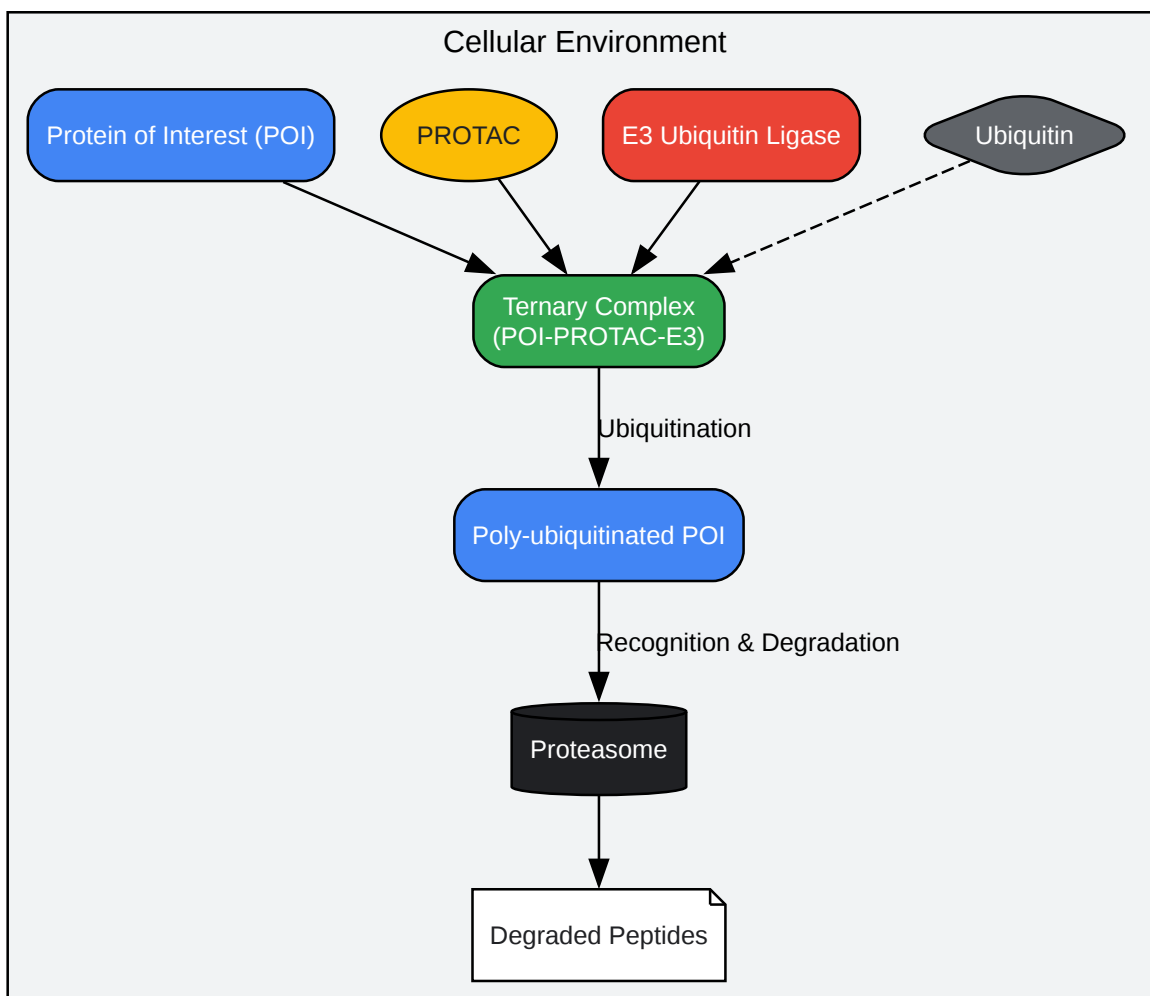 Cellular Environment
Protein of Interest (POI)
PROTAC
E3 Ubiquitin Ligase
Ubiquitin
Ternary Complex
(POI-PROTAC-E3)
Ubiquitination
Poly-ubiquitinated POI
Recognition & Degradation
Proteasome
Degraded Peptides